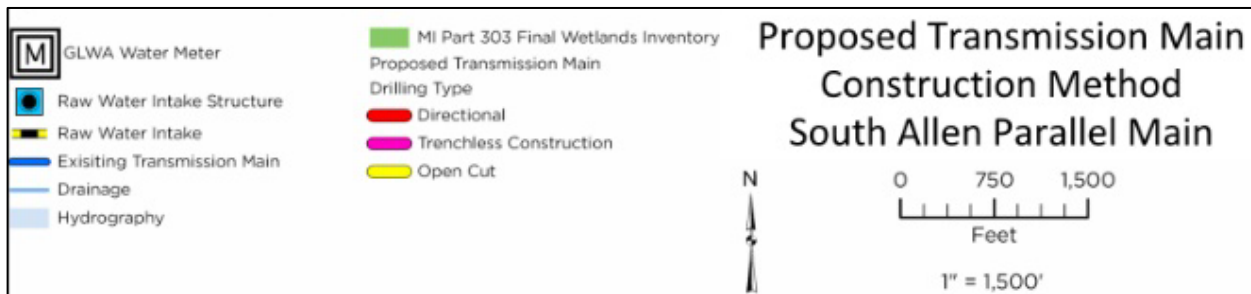 M GLWA Water Meter
Raw Water Intake Structure
Raw Water Intake
Exisiting Transmission Main
Drainage
Hydrography
MI Part 303 Final Wetlands Inventory
Proposed Transmission Main
Drilling Type
Directional
Trenchless Construction
Open Cut
Proposed Transmission Main
Construction Method
South Allen Parallel Main
N
0 750 1,500
Feet
1" = 1,500'